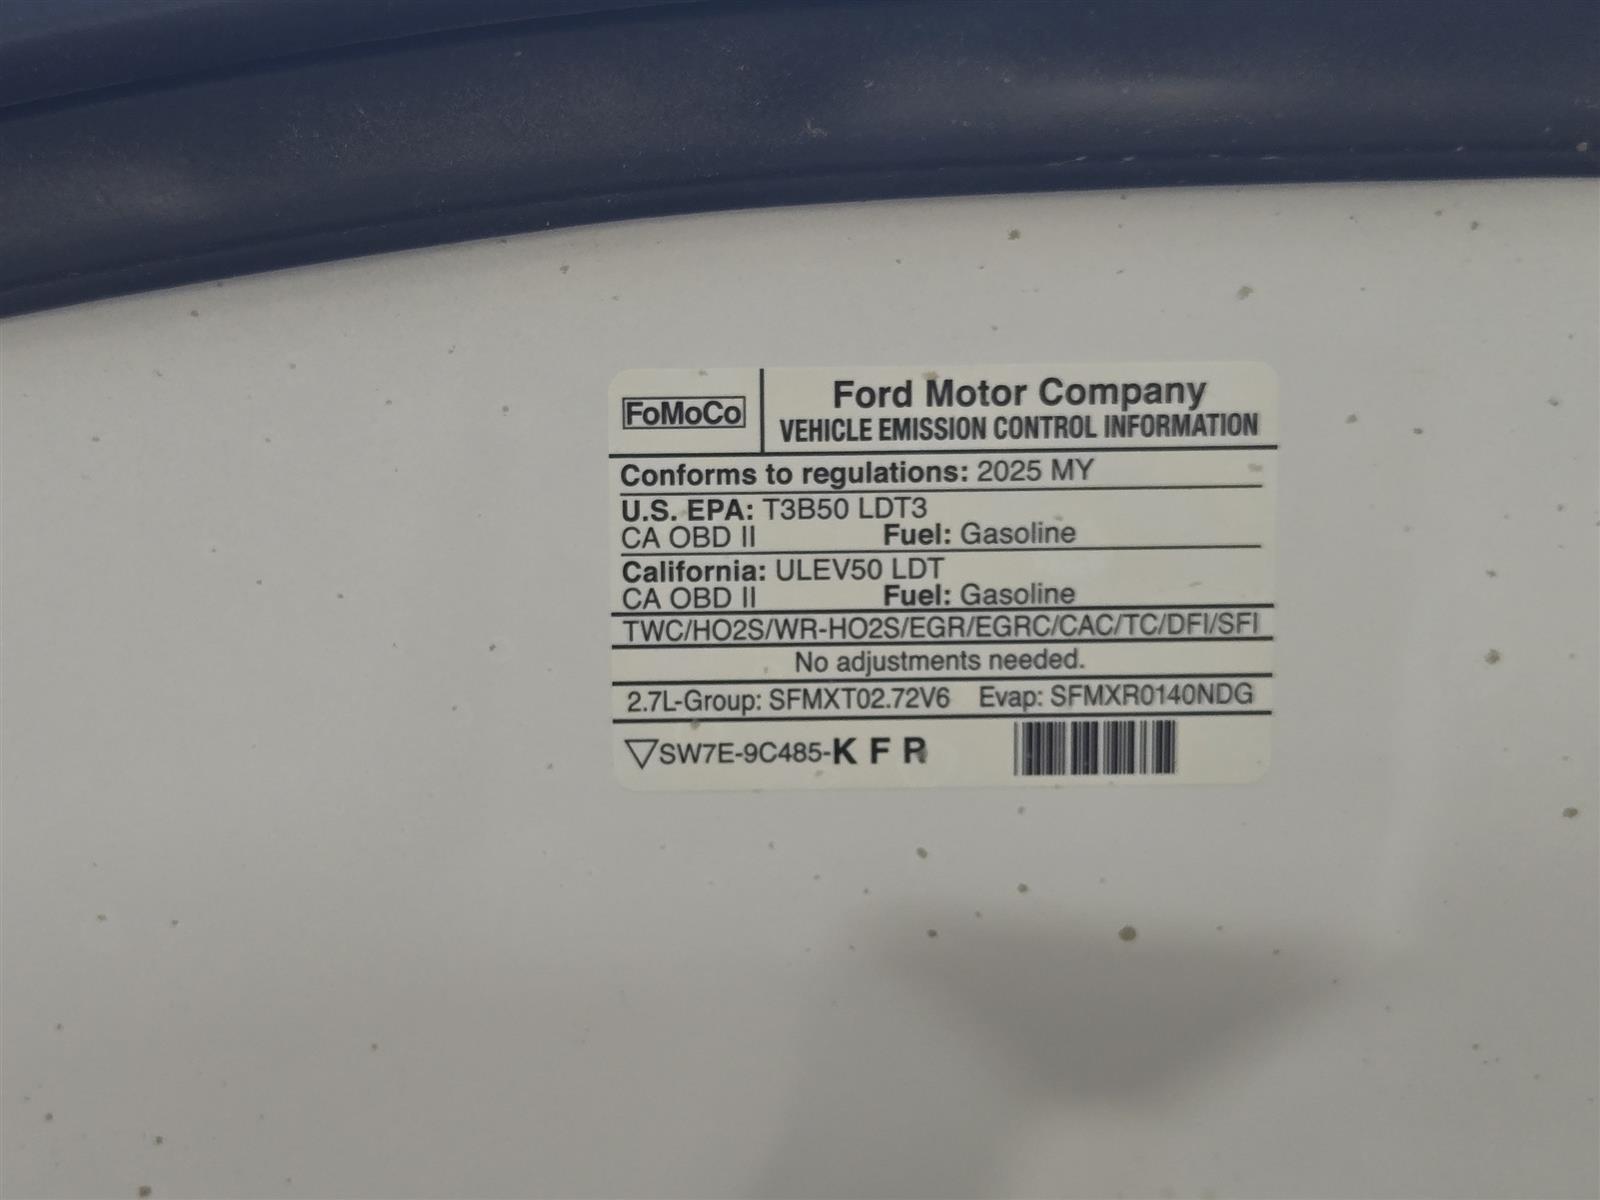 FoMoCo
Ford Motor Company
VEHICLE EMISSION CONTROL INFORMATION
Conforms to regulations: 2025 MY
U.S. EPA: T3B50 LDT3
CA OBD II Fuel: Gasoline
California: ULEV50 LDT
CA OBD II Fuel: Gasoline
TWC/HO2S/WR-HO2S/EGR/EGRC/CAC/TC/DFI/SFI
No adjustments needed.
2.7L-Group: SFMXT02.72V6 Evap: SFMXR0140NDG
▽SW7E-9C485-K F R